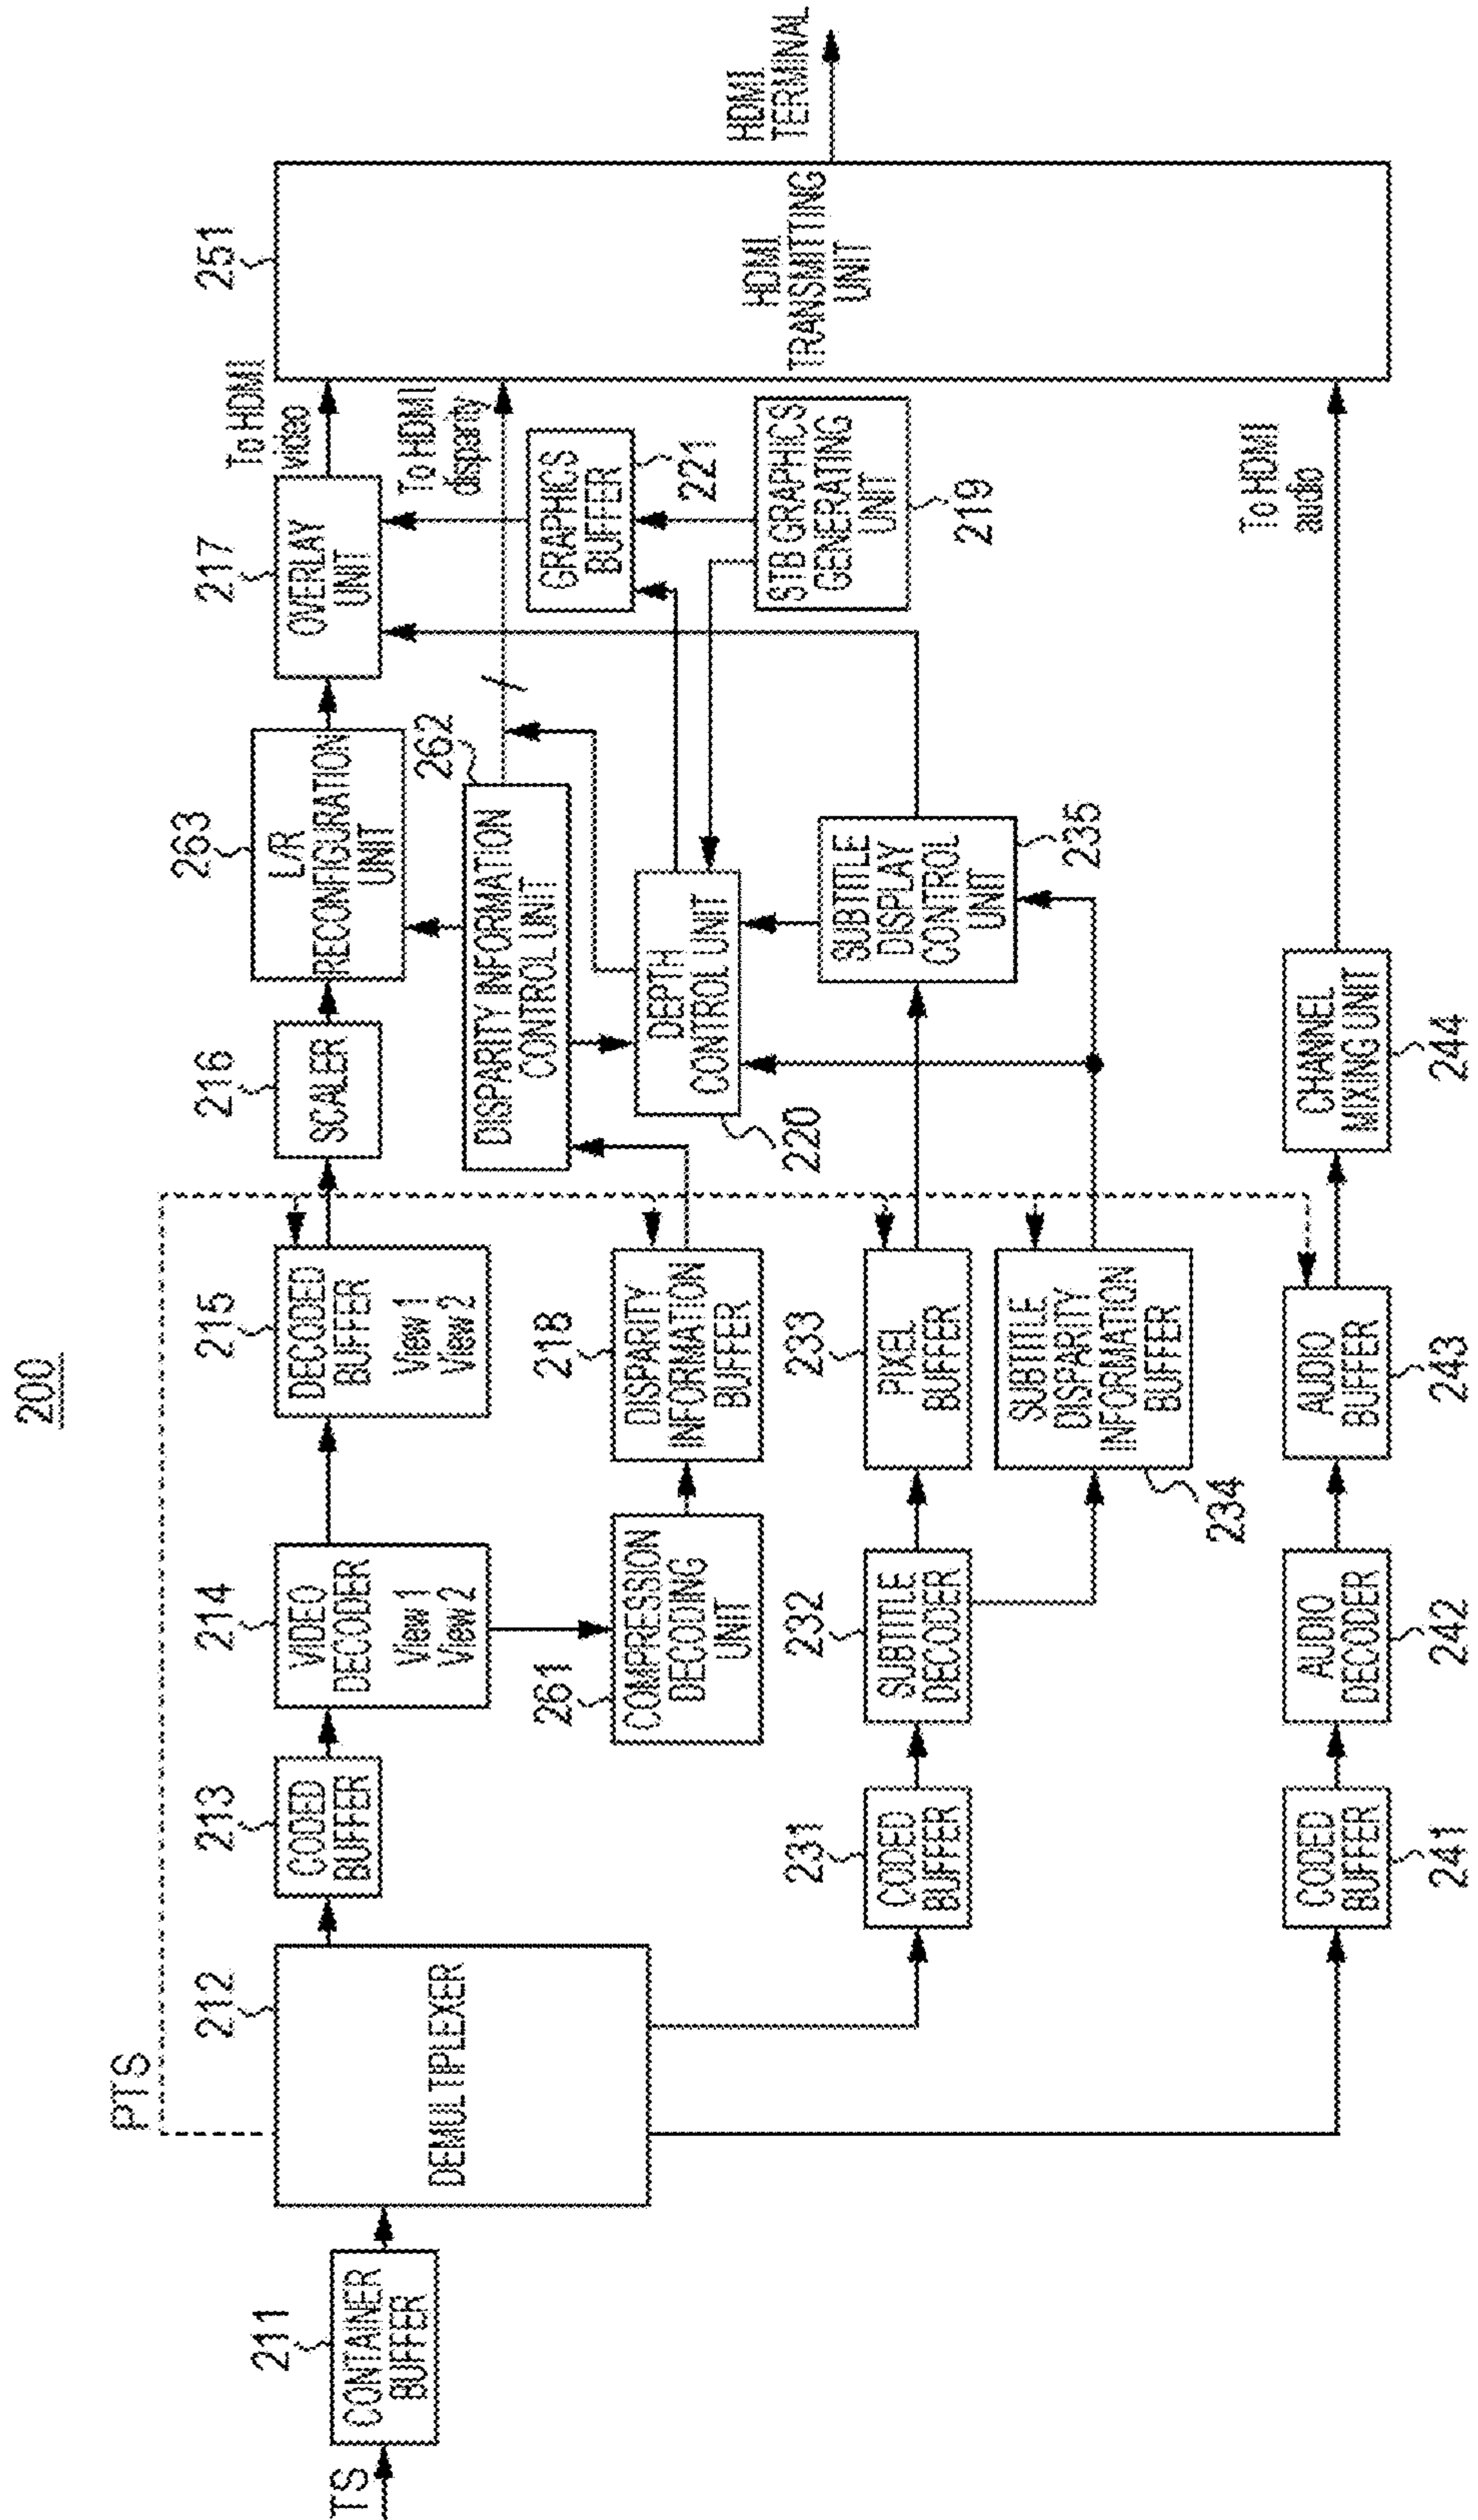 200
TS
211
CONTAINER
BUFFER
PTS
212
DEMULTIPLEXER
213
CODED
BUFFER
214
VIDEO
DECODER
View 1
View 2
215
DECODED
BUFFER
View 1
View 2
216
SCALER
263
L/R
RECONFIGURATION
UNIT
217
OVERLAY
UNIT
To HDMI
video
251
HDMI
TRANSMITTING
UNIT
HDMI
TERMINAL
261
COMPRESSION
DECODING
UNIT
218
DISPARITY
INFORMATION
BUFFER
262
DISPARITY INFORMATION
CONTROL UNIT
To HDMI
disparity
220
DEPTH
CONTROL UNIT
GRAPHICS
BUFFER
221
STB GRAPHICS
GENERATING
UNIT
219
231
CODED
BUFFER
232
SUBTITLE
DECODER
233
PIXEL
BUFFER
SUBTITLE
DISPARITY
INFORMATION
BUFFER
234
SUBTITLE
DISPLAY
CONTROL
UNIT
235
CODED
BUFFER
241
AUDIO
DECODER
242
AUDIO
BUFFER
243
CHANNEL
MIXING UNIT
244
To HDMI
audio